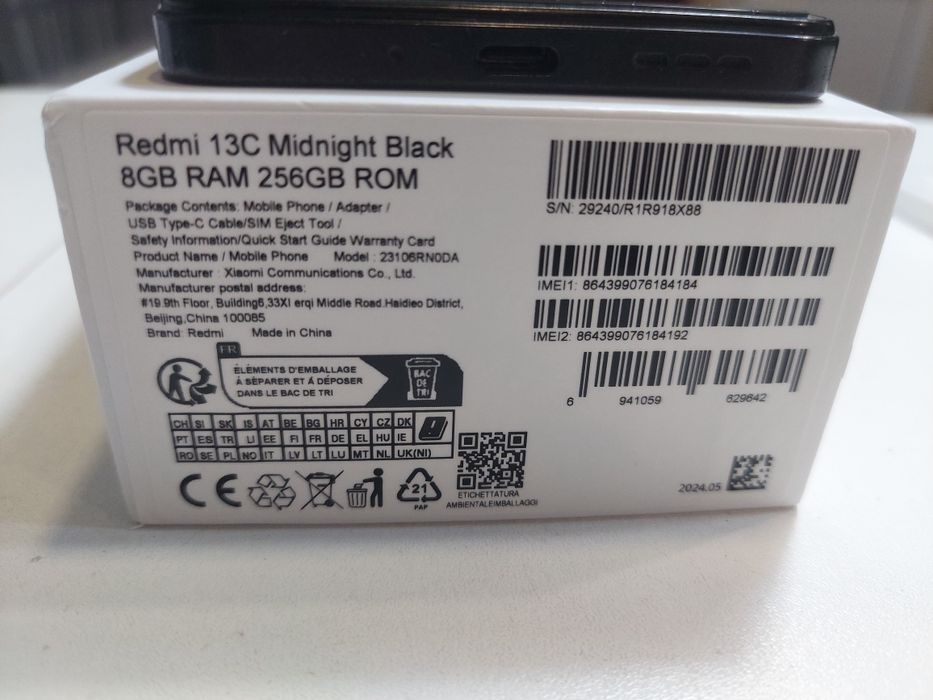 Redmi 13C Midnight Black
8GB RAM 256GB ROM
Package Contents: Mobile Phone / Adapter /
USB Type-C Cable/SIM Eject Tool /
Safety Information/Quick Start Guide Warranty Card
Product Name / Mobile Phone Model : 23106RN0DA
Manufacturer : Xiaomi Communications Co., Ltd.
Manufacturer postal address:
#19.9th Floor, Building6,33XI erqi Middle Road.Haidieo District,
Beijing,China 100085
Brand: Redmi Made in China
FR
ÉLÉMENTS D'EMBALLAGE
À SÉPARER ET Á DÉPOSER
DANS LE BAC DE TRI
BAC
DE
TRI
CH SI SK IS AT BE BG HR CY CZ DK
PT ES TR LI EE FI FR DE EL HU IE
RO SE PL NO IT LV LT LU MT NL UK(NI)
CE
21
PAP
ETICHETTATURA
AMBIENTALEIMBALLAGGI
S/N: 29240/R1R918X88
IMEI1: 864399076184184
IMEI2: 864399076184192
6 941059 629642
2024.05